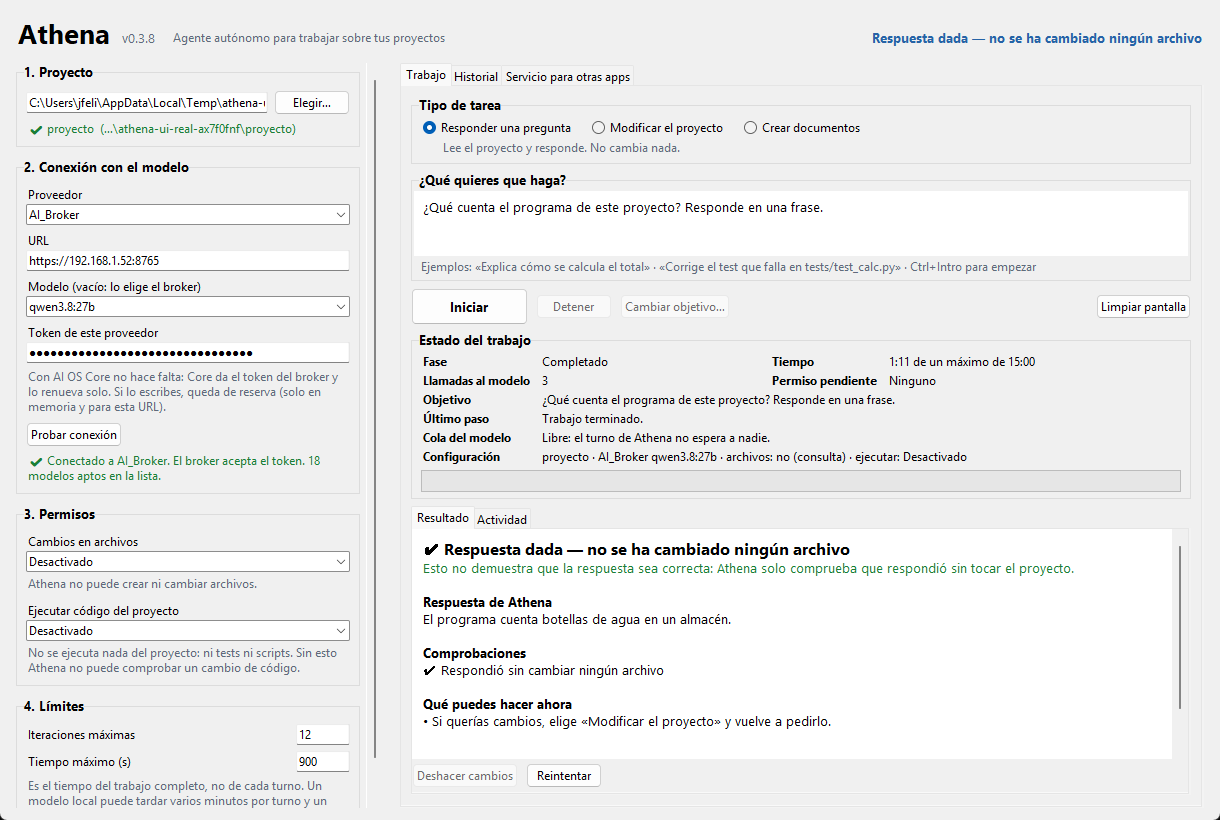 Athena v0.3.8 Agente autónomo para trabajar sobre tus proyectos
Respuesta dada — no se ha cambiado ningún archivo
1. Proyecto
C:\Users\jfeli\AppData\Local\Temp\athena-
Elegir...
✔ proyecto (...\athena-ui-real-ax7f0fnf\proyecto)
2. Conexión con el modelo
Proveedor
AI_Broker
URL
https://192.168.1.52:8765
Modelo (vacío: lo elige el broker)
qwen3.8:27b
Token de este proveedor
●●●●●●●●●●●●●●●●●●●●●●●●●●●●●●●●
Con AI OS Core no hace falta: Core da el token del broker y
lo renueva solo. Si lo escribes, queda de reserva (solo en
memoria y para esta URL).
Probar conexión
✔ Conectado a AI_Broker. El broker acepta el token. 18
modelos aptos en la lista.
3. Permisos
Cambios en archivos
Desactivado
Athena no puede crear ni cambiar archivos.
Ejecutar código del proyecto
Desactivado
No se ejecuta nada del proyecto: ni tests ni scripts. Sin esto
Athena no puede comprobar un cambio de código.
4. Límites
Iteraciones máximas 12
Tiempo máximo (s) 900
Es el tiempo del trabajo completo, no de cada turno. Un
modelo local puede tardar varios minutos por turno y un
Trabajo Historial Servicio para otras apps
Tipo de tarea
Responder una pregunta Modificar el proyecto Crear documentos
Lee el proyecto y responde. No cambia nada.
¿Qué quieres que haga?
¿Qué cuenta el programa de este proyecto? Responde en una frase.
Ejemplos: «Explica cómo se calcula el total» · «Corrige el test que falla en tests/test_calc.py» · Ctrl+Intro para empezar
Iniciar Detener Cambiar objetivo... Limpiar pantalla
Estado del trabajo
Fase Completado Tiempo 1:11 de un máximo de 15:00
Llamadas al modelo 3 Permiso pendiente Ninguno
Objetivo ¿Qué cuenta el programa de este proyecto? Responde en una frase.
Último paso Trabajo terminado.
Cola del modelo Libre: el turno de Athena no espera a nadie.
Configuración proyecto · AI_Broker qwen3.8:27b · archivos: no (consulta) · ejecutar: Desactivado
Resultado Actividad
✔ Respuesta dada — no se ha cambiado ningún archivo
Esto no demuestra que la respuesta sea correcta: Athena solo comprueba que respondió sin tocar el proyecto.
Respuesta de Athena
El programa cuenta botellas de agua en un almacén.
Comprobaciones
✔ Respondió sin cambiar ningún archivo
Qué puedes hacer ahora
• Si querías cambios, elige «Modificar el proyecto» y vuelve a pedirlo.
Deshacer cambios Reintentar